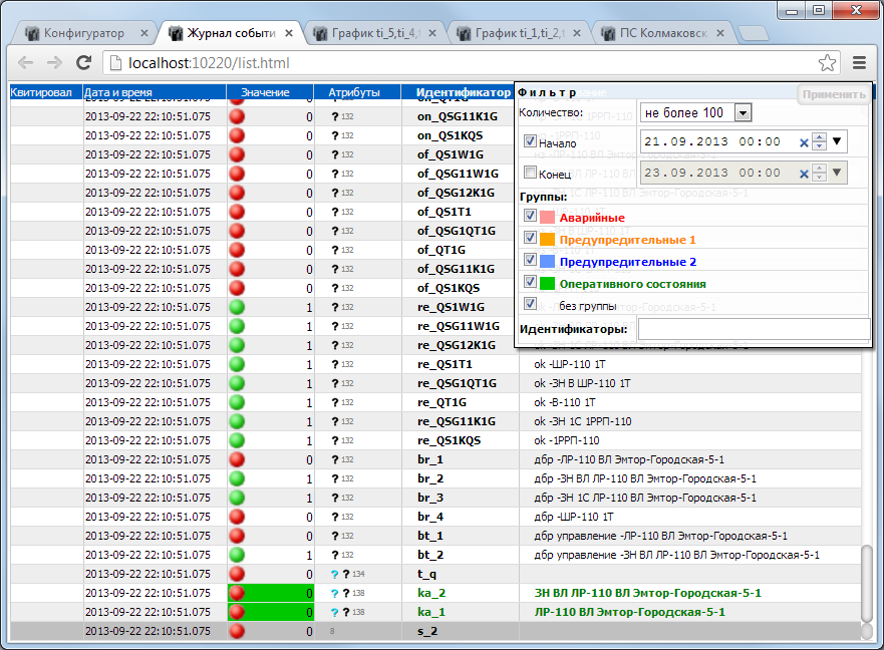 Конфигуратор
Журнал событи
График ti_5,ti_4,
График ti_1,ti_2,
ПС Колмаковск
localhost:10220/list.html
Квитировал Дата и время Значение Атрибуты Идентификатор
2013-09-22 22:10:51.075 0 ? 132 on_QT1G
2013-09-22 22:10:51.075 0 ? 132 on_QSG11K1G
2013-09-22 22:10:51.075 0 ? 132 on_QS1KQS
2013-09-22 22:10:51.075 0 ? 132 of_QS1W1G
2013-09-22 22:10:51.075 0 ? 132 of_QSG11W1G
2013-09-22 22:10:51.075 0 ? 132 of_QSG12K1G
2013-09-22 22:10:51.075 0 ? 132 of_QS1T1
2013-09-22 22:10:51.075 0 ? 132 of_QSG1QT1G
2013-09-22 22:10:51.075 0 ? 132 of_QT1G
2013-09-22 22:10:51.075 0 ? 132 of_QSG11K1G
2013-09-22 22:10:51.075 0 ? 132 of_QS1KQS
2013-09-22 22:10:51.075 1 ? 132 re_QS1W1G
2013-09-22 22:10:51.075 1 ? 132 re_QSG11W1G
2013-09-22 22:10:51.075 1 ? 132 re_QSG12K1G
2013-09-22 22:10:51.075 1 ? 132 re_QS1T1 ok -ШР-110 1Т
2013-09-22 22:10:51.075 1 ? 132 re_QSG1QT1G ok -ЗН В ШР-110 1Т
2013-09-22 22:10:51.075 1 ? 132 re_QT1G ok -В-110 1Т
2013-09-22 22:10:51.075 1 ? 132 re_QSG11K1G ok -ЗН 1С 1РРП-110
2013-09-22 22:10:51.075 1 ? 132 re_QS1KQS ok -1РРП-110
2013-09-22 22:10:51.075 0 ? 132 br_1 дбр -ЛР-110 ВЛ Эмтор-Городская-5-1
2013-09-22 22:10:51.075 1 ? 132 br_2 дбр -ЗН ВЛ ЛР-110 ВЛ Эмтор-Городская-5-1
2013-09-22 22:10:51.075 1 ? 132 br_3 дбр -ЗН 1С ЛР-110 ВЛ Эмтор-Городская-5-1
2013-09-22 22:10:51.075 0 ? 132 br_4 дбр -ШР-110 1Т
2013-09-22 22:10:51.075 0 ? 132 bt_1 дбр управление -ЛР-110 ВЛ Эмтор-Городская-5-1
2013-09-22 22:10:51.075 1 ? 132 bt_2 дбр управление -ЗН ВЛ ЛР-110 ВЛ Эмтор-Городская-5-1
2013-09-22 22:10:51.075 0 ? ? 134 t_q
2013-09-22 22:10:51.075 0 ? ? 138 ka_2 ЗН ВЛ ЛР-110 ВЛ Эмтор-Городская-5-1
2013-09-22 22:10:51.075 0 ? ? 138 ka_1 ЛР-110 ВЛ Эмтор-Городская-5-1
2013-09-22 22:10:51.075 0 8 s_2
Фильтр Применить
Количество: не более 100
Начало 21.09.2013 00:00
Конец 23.09.2013 00:00
Группы:
Аварийные
Предупредительные 1
Предупредительные 2
Оперативного состояния
без группы
Идентификаторы: